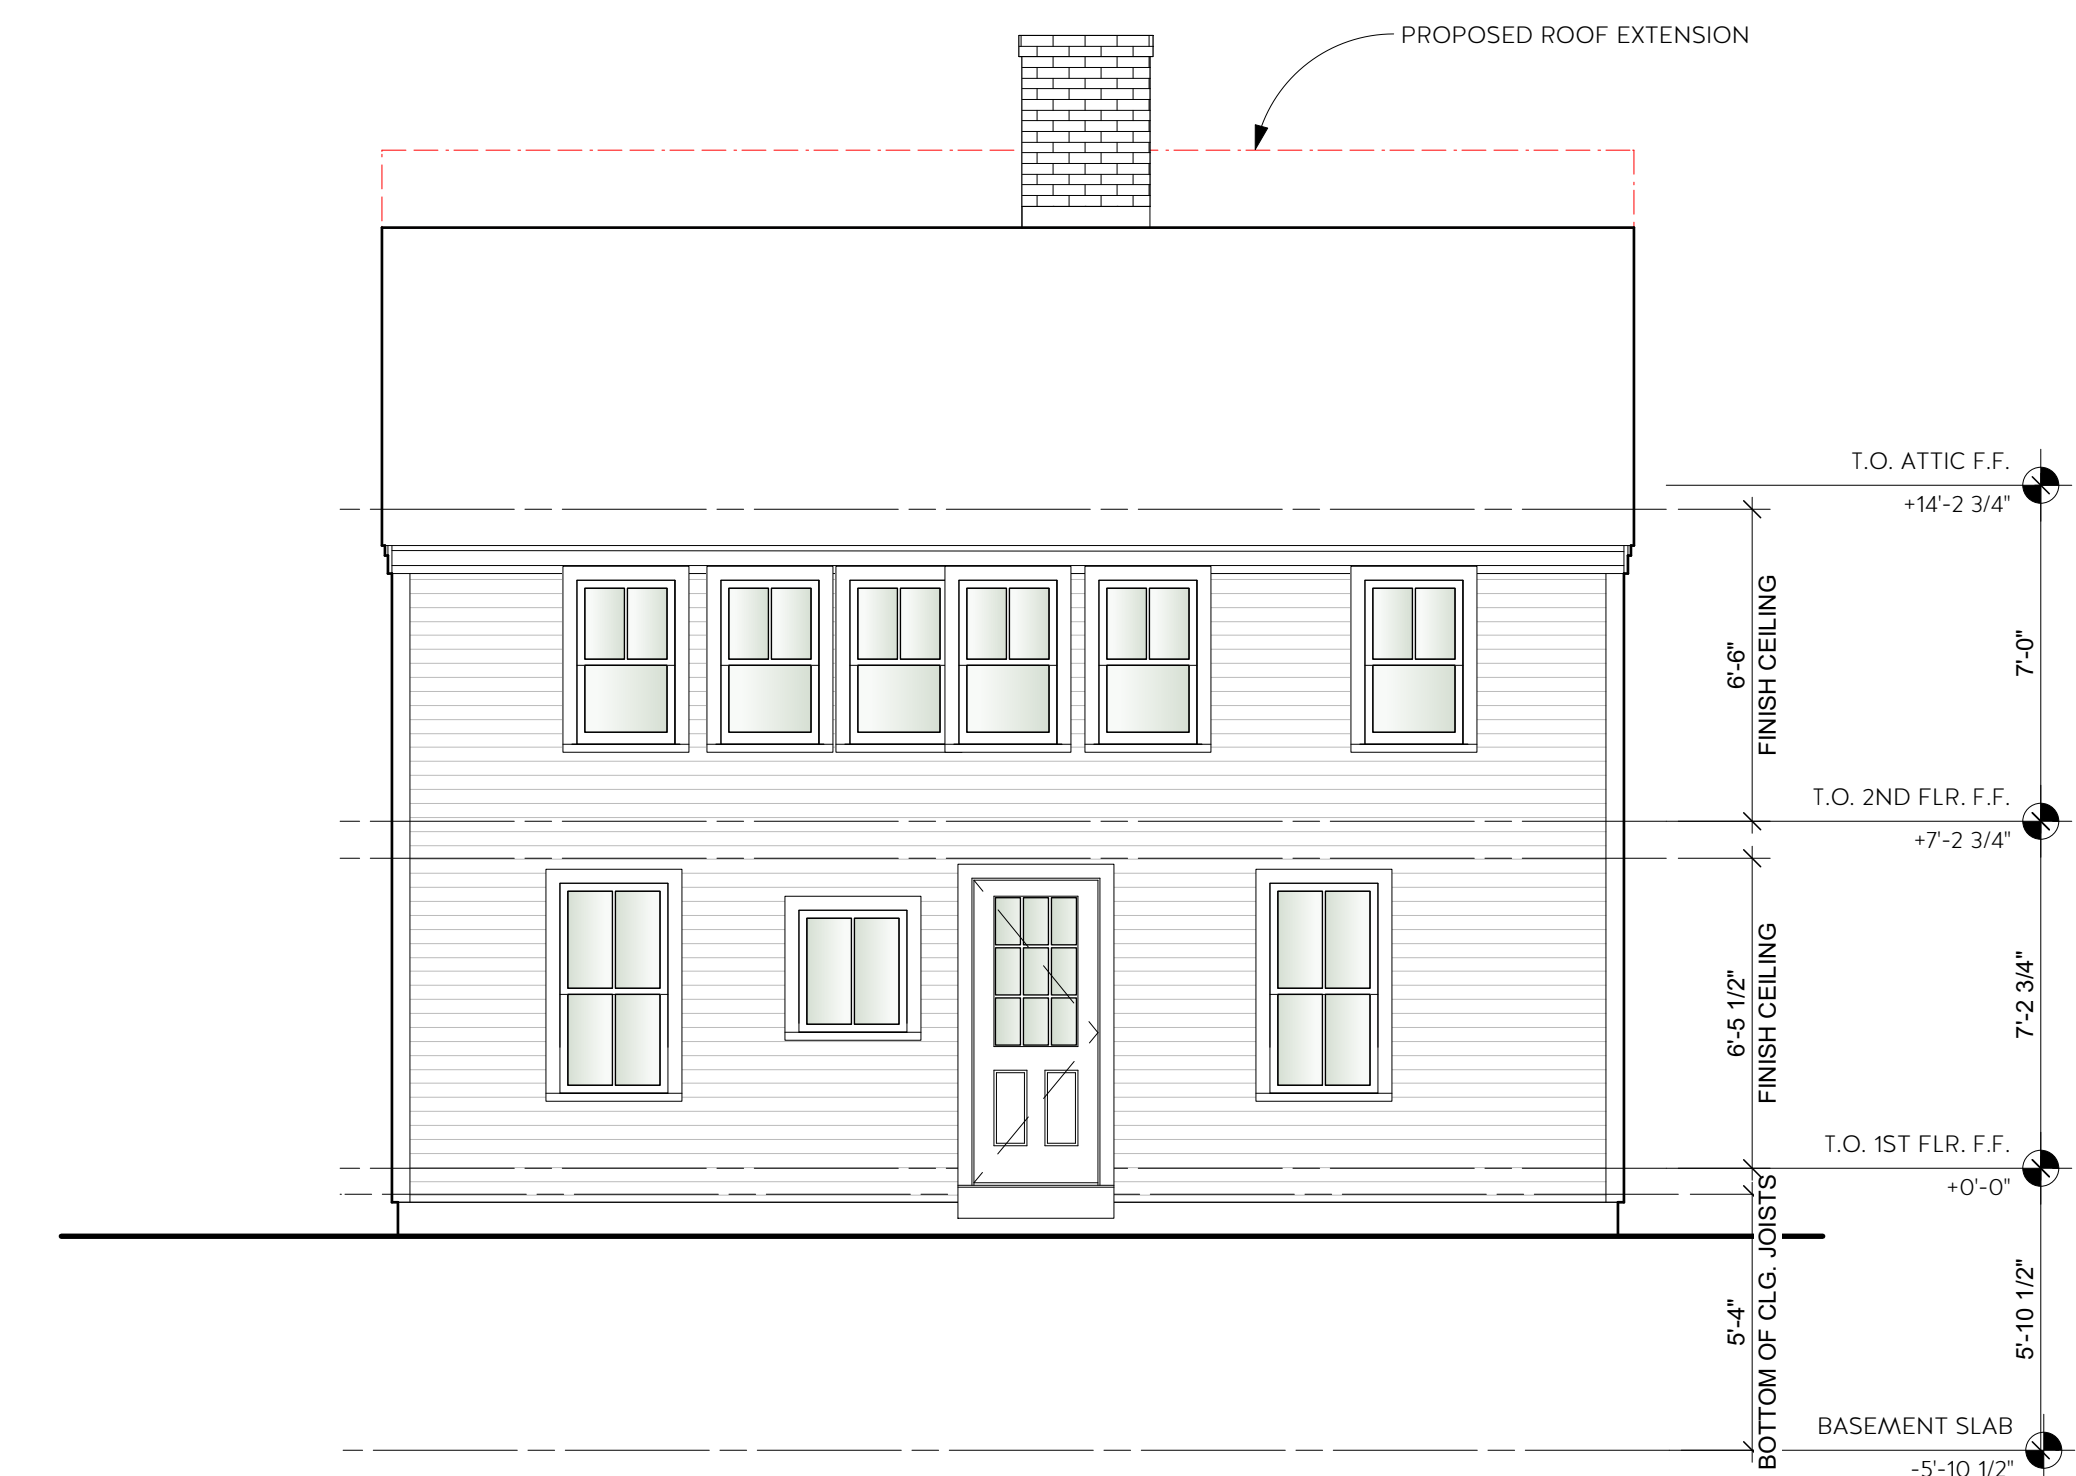 PROPOSED ROOF EXTENSION
T.O. ATTIC F.F.
+14'-2 3/4"
6'-6"
FINISH CEILING
7'-0"
T.O. 2ND FLR. F.F.
+7'-2 3/4"
6'-5 1/2"
FINISH CEILING
7'-2 3/4"
T.O. 1ST FLR. F.F.
+0'-0"
5'-4"
BOTTOM OF CLG. JOISTS
5'-10 1/2"
BASEMENT SLAB
-5'-10 1/2"